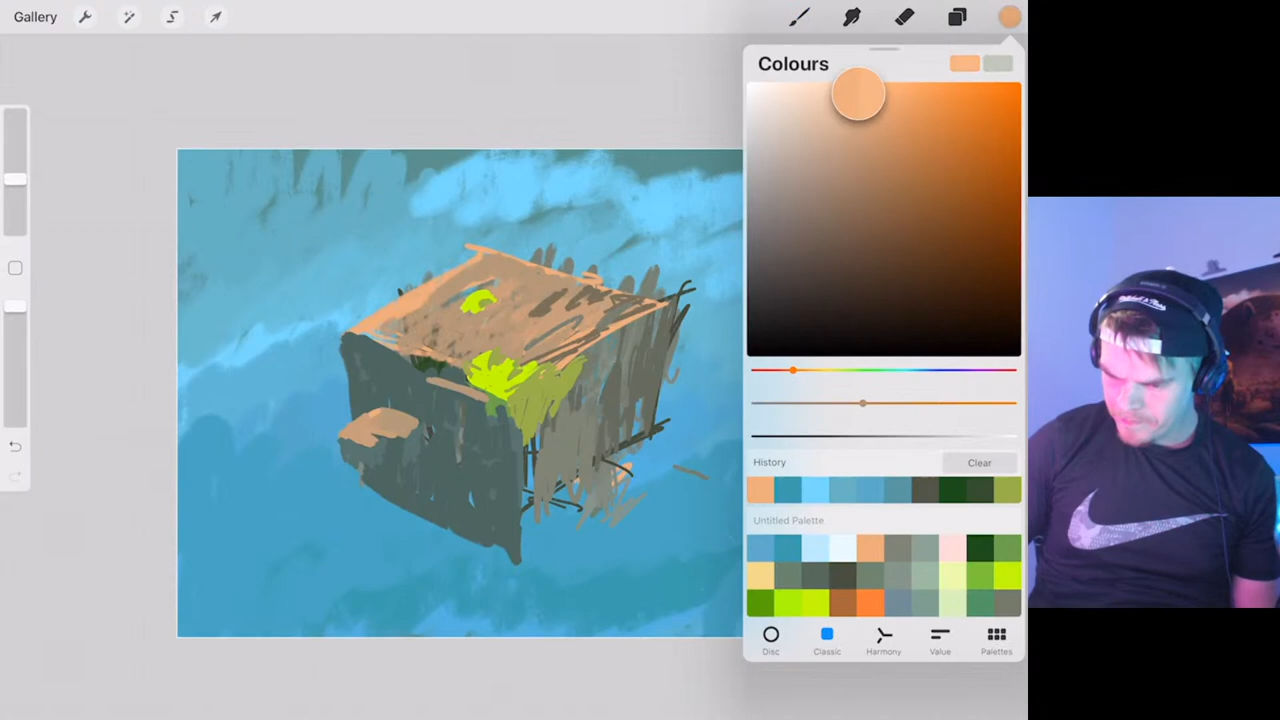 Gallery
Colours
History
Clear
Untitled Palette
Disc
Classic
Harmony
Value
Palettes